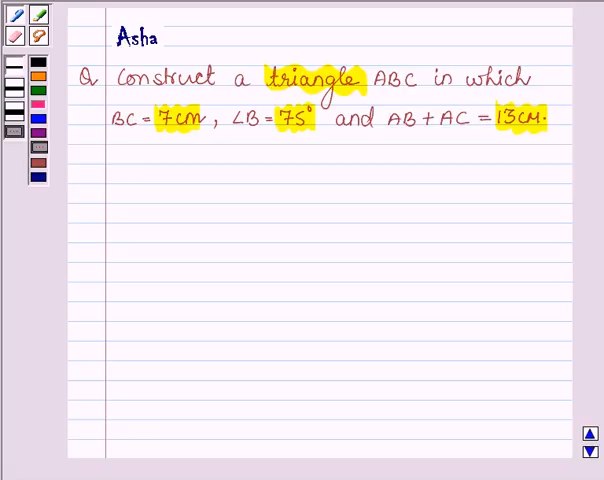 Asha
Q Construct a triangle ABC in which
BC = 7cm, ∠B = 75° and AB + AC = 13cm.